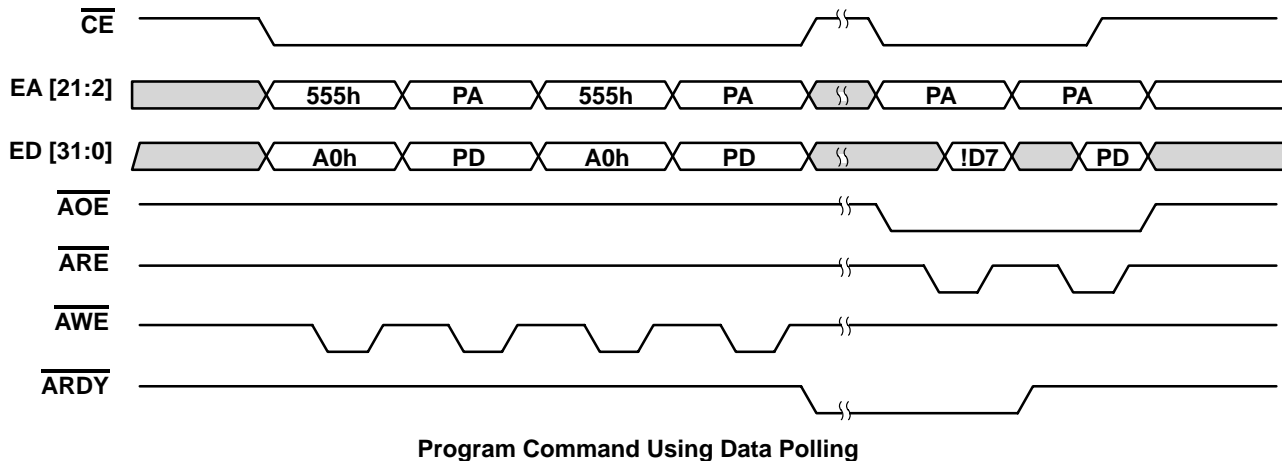 CE
EA [21:2] 555h PA 555h PA PA PA
ED [31:0] A0h PD A0h PD !D7 PD
AOE
ARE
AWE
ARDY
Program Command Using Data Polling